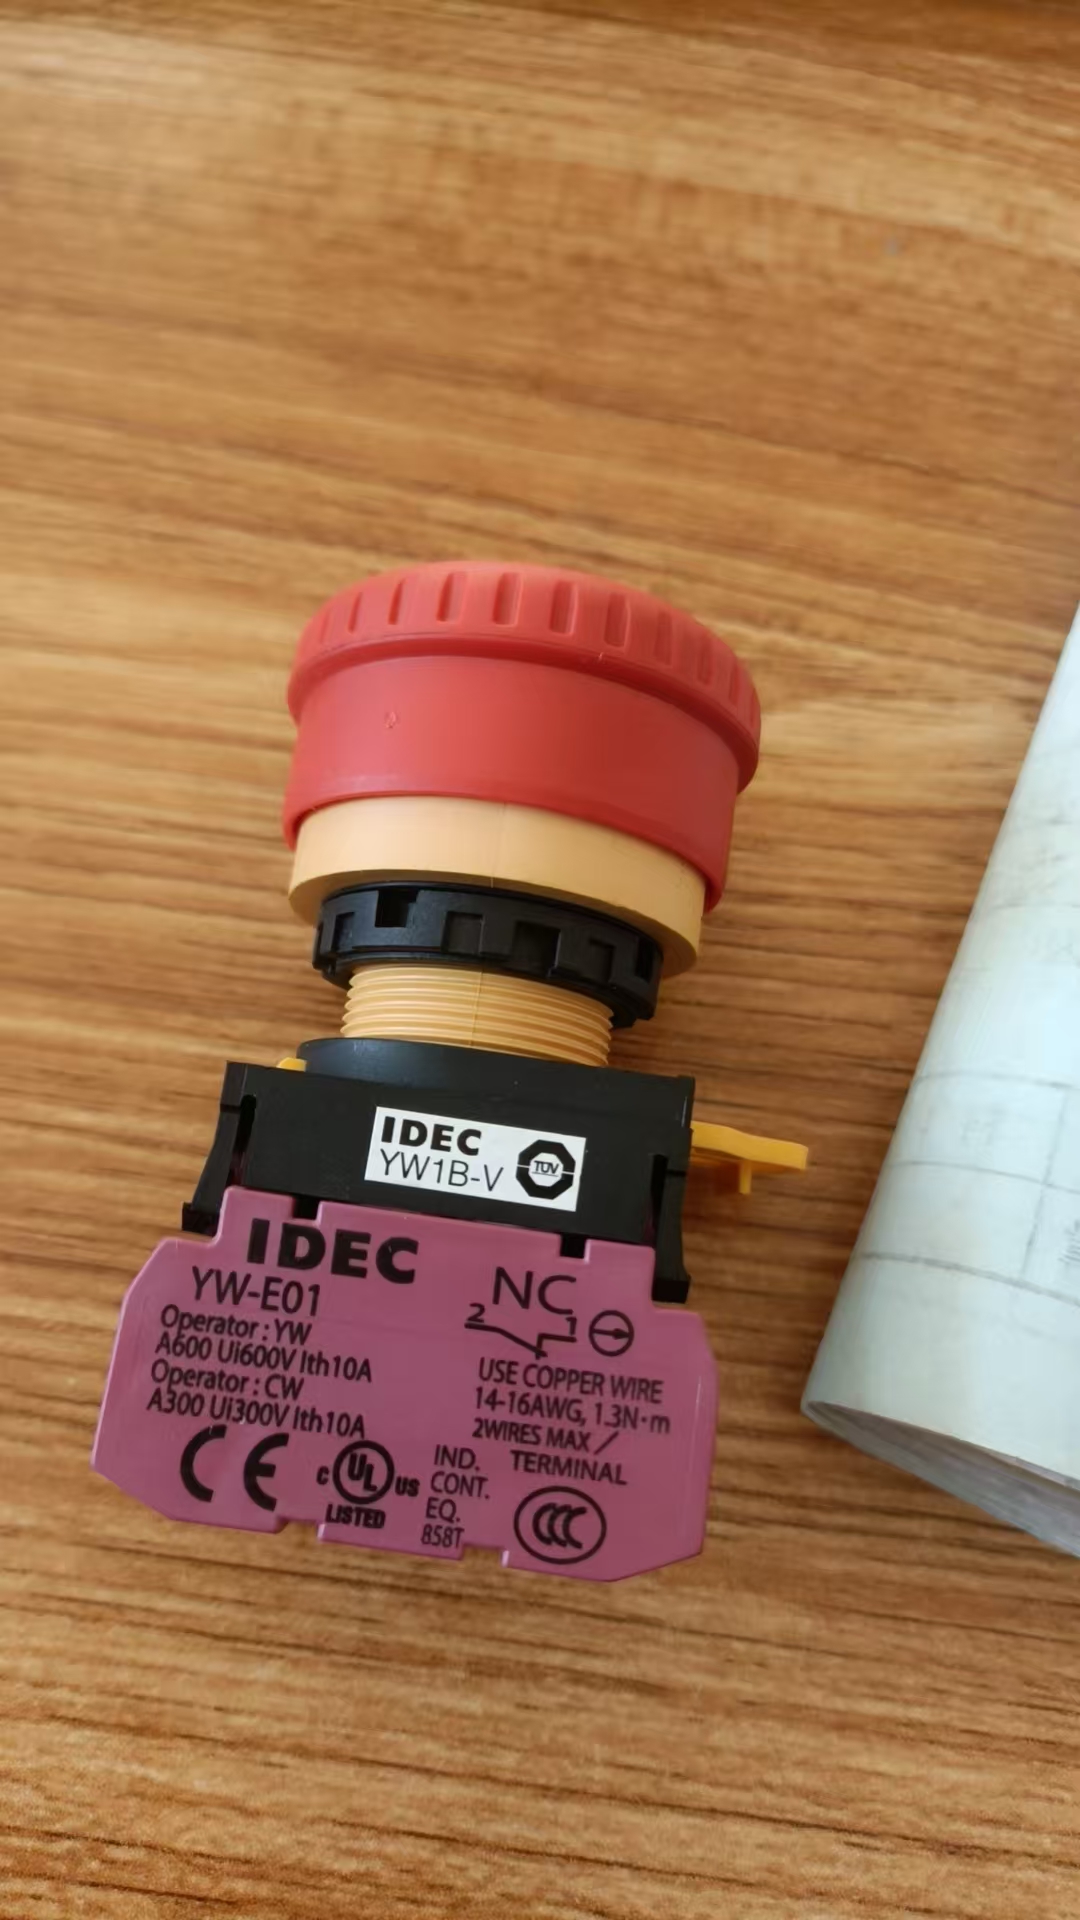 IDEC
YW1B-V
TÜV
IDEC
YW-E01
Operator : YW
A600 Ui600V Ith10A
Operator : CW
A300 Ui300V Ith10A
CE
C UL US
LISTED
IND.
CONT.
EQ.
858T
NC
2 1
USE COPPER WIRE
14-16AWG, 1.3N·m
2WIRES MAX /
TERMINAL
CCC